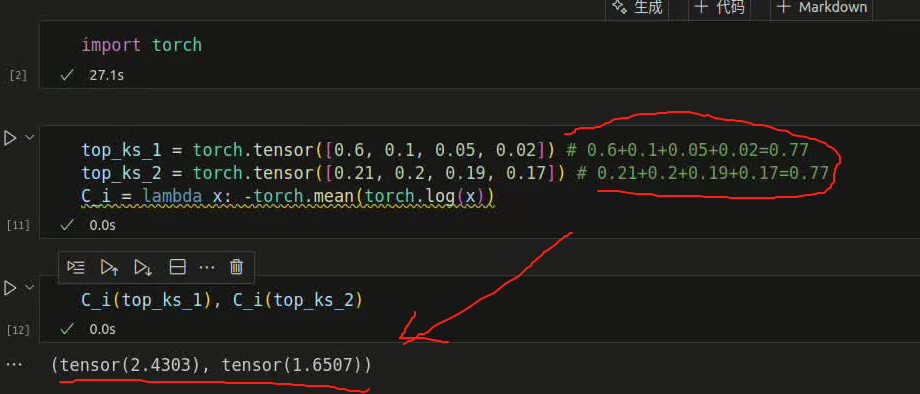 生成 + 代码 + Markdown
import torch
[2] ✓ 27.1s
top_ks_1 = torch.tensor([0.6, 0.1, 0.05, 0.02]) # 0.6+0.1+0.05+0.02=0.77
top_ks_2 = torch.tensor([0.21, 0.2, 0.19, 0.17]) # 0.21+0.2+0.19+0.17=0.77
C_i = lambda x: -torch.mean(torch.log(x))
[11] ✓ 0.0s
C_i(top_ks_1), C_i(top_ks_2)
[12] ✓ 0.0s
... (tensor(2.4303), tensor(1.6507))